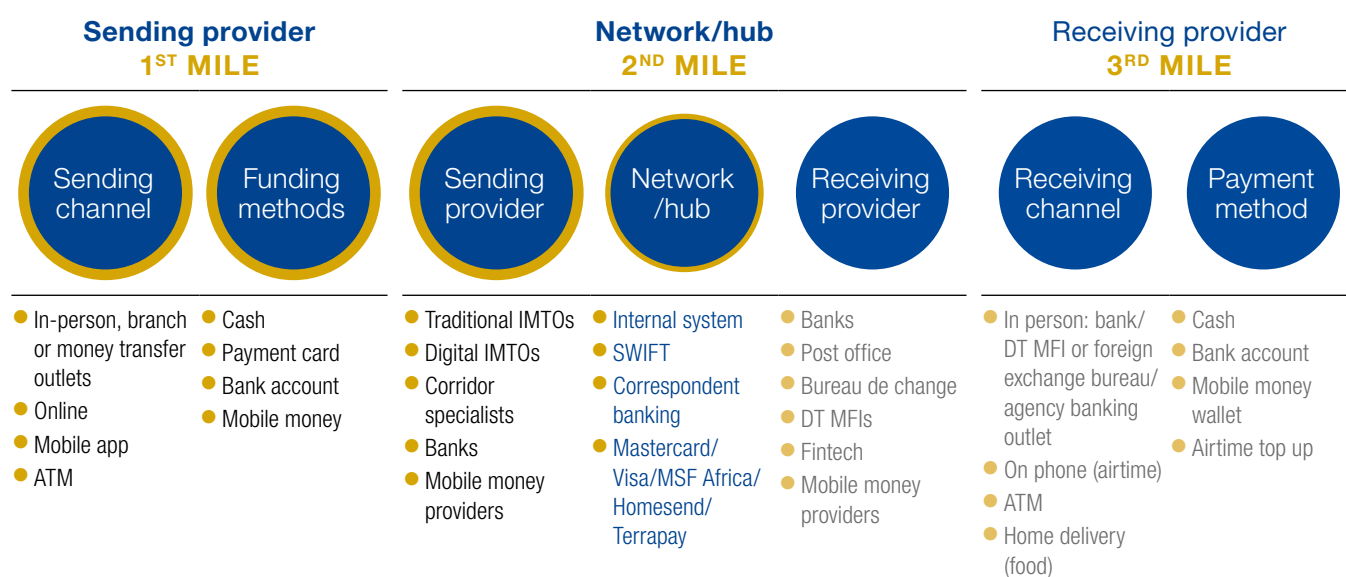 Sending provider
1ST MILE
Network/hub
2ND MILE
Receiving provider
3RD MILE
Sending
channel
Funding
methods
Sending
provider
Network
/hub
Receiving
provider
Receiving
channel
Payment
method
In-person, branch
or money transfer
outlets
Online
Mobile app
ATM
Cash
Payment card
Bank account
Mobile money
Traditional IMTOs
Digital IMTOs
Corridor
specialists
Banks
Mobile money
providers
Internal system
SWIFT
Correspondent
banking
Mastercard/
Visa/MSF Africa/
Homesend/
Terrapay
Banks
Post office
Bureau de change
DT MFIs
Fintech
Mobile money
providers
In person: bank/
DT MFI or foreign
exchange bureau/
agency banking
outlet
On phone (airtime)
ATM
Home delivery
(food)
Cash
Bank account
Mobile money
wallet
Airtime top up